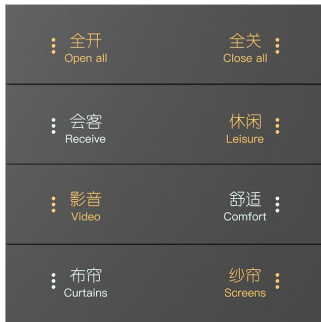 全开
Open all
全关
Close all
会客
Receive
休闲
Leisure
影音
Video
舒适
Comfort
布帘
Curtains
纱帘
Screens